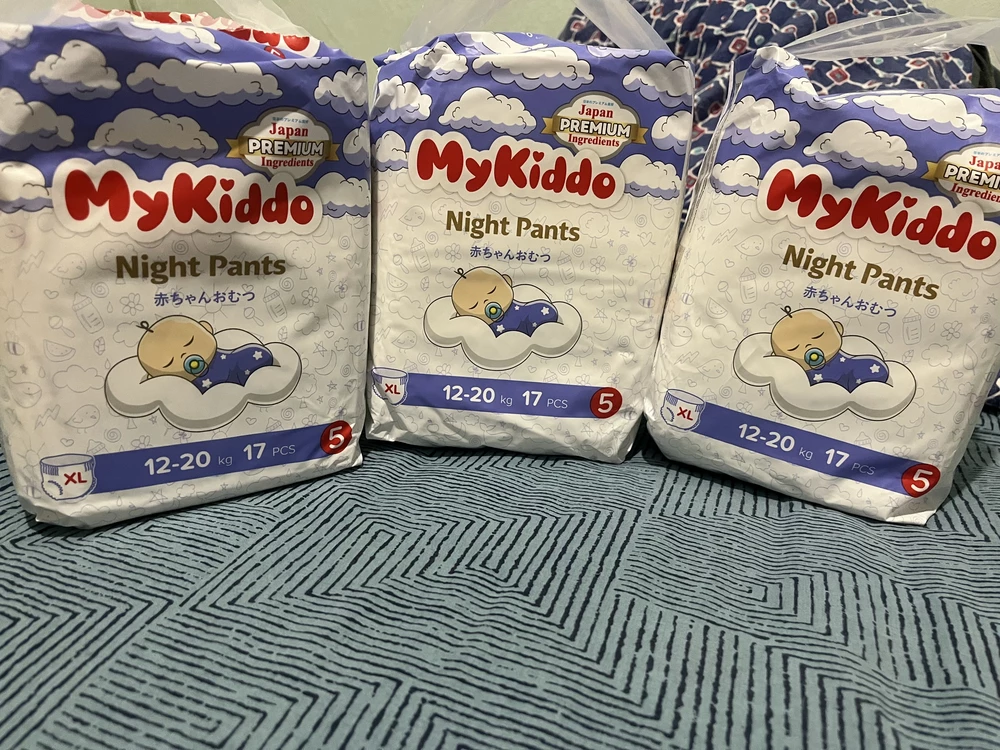 Japan
PREMIUM
Ingredients
MyKiddo
Night Pants
赤ちゃんおむつ
XL
12-20 kg 17 PCS
5
Japan
PREMIUM
Ingredients
MyKiddo
Night Pants
赤ちゃんおむつ
XL
12-20 kg 17 PCS
5
MyKiddo
Night Pants
赤ちゃんおむつ
XL
12-20 kg 17 PCS
5